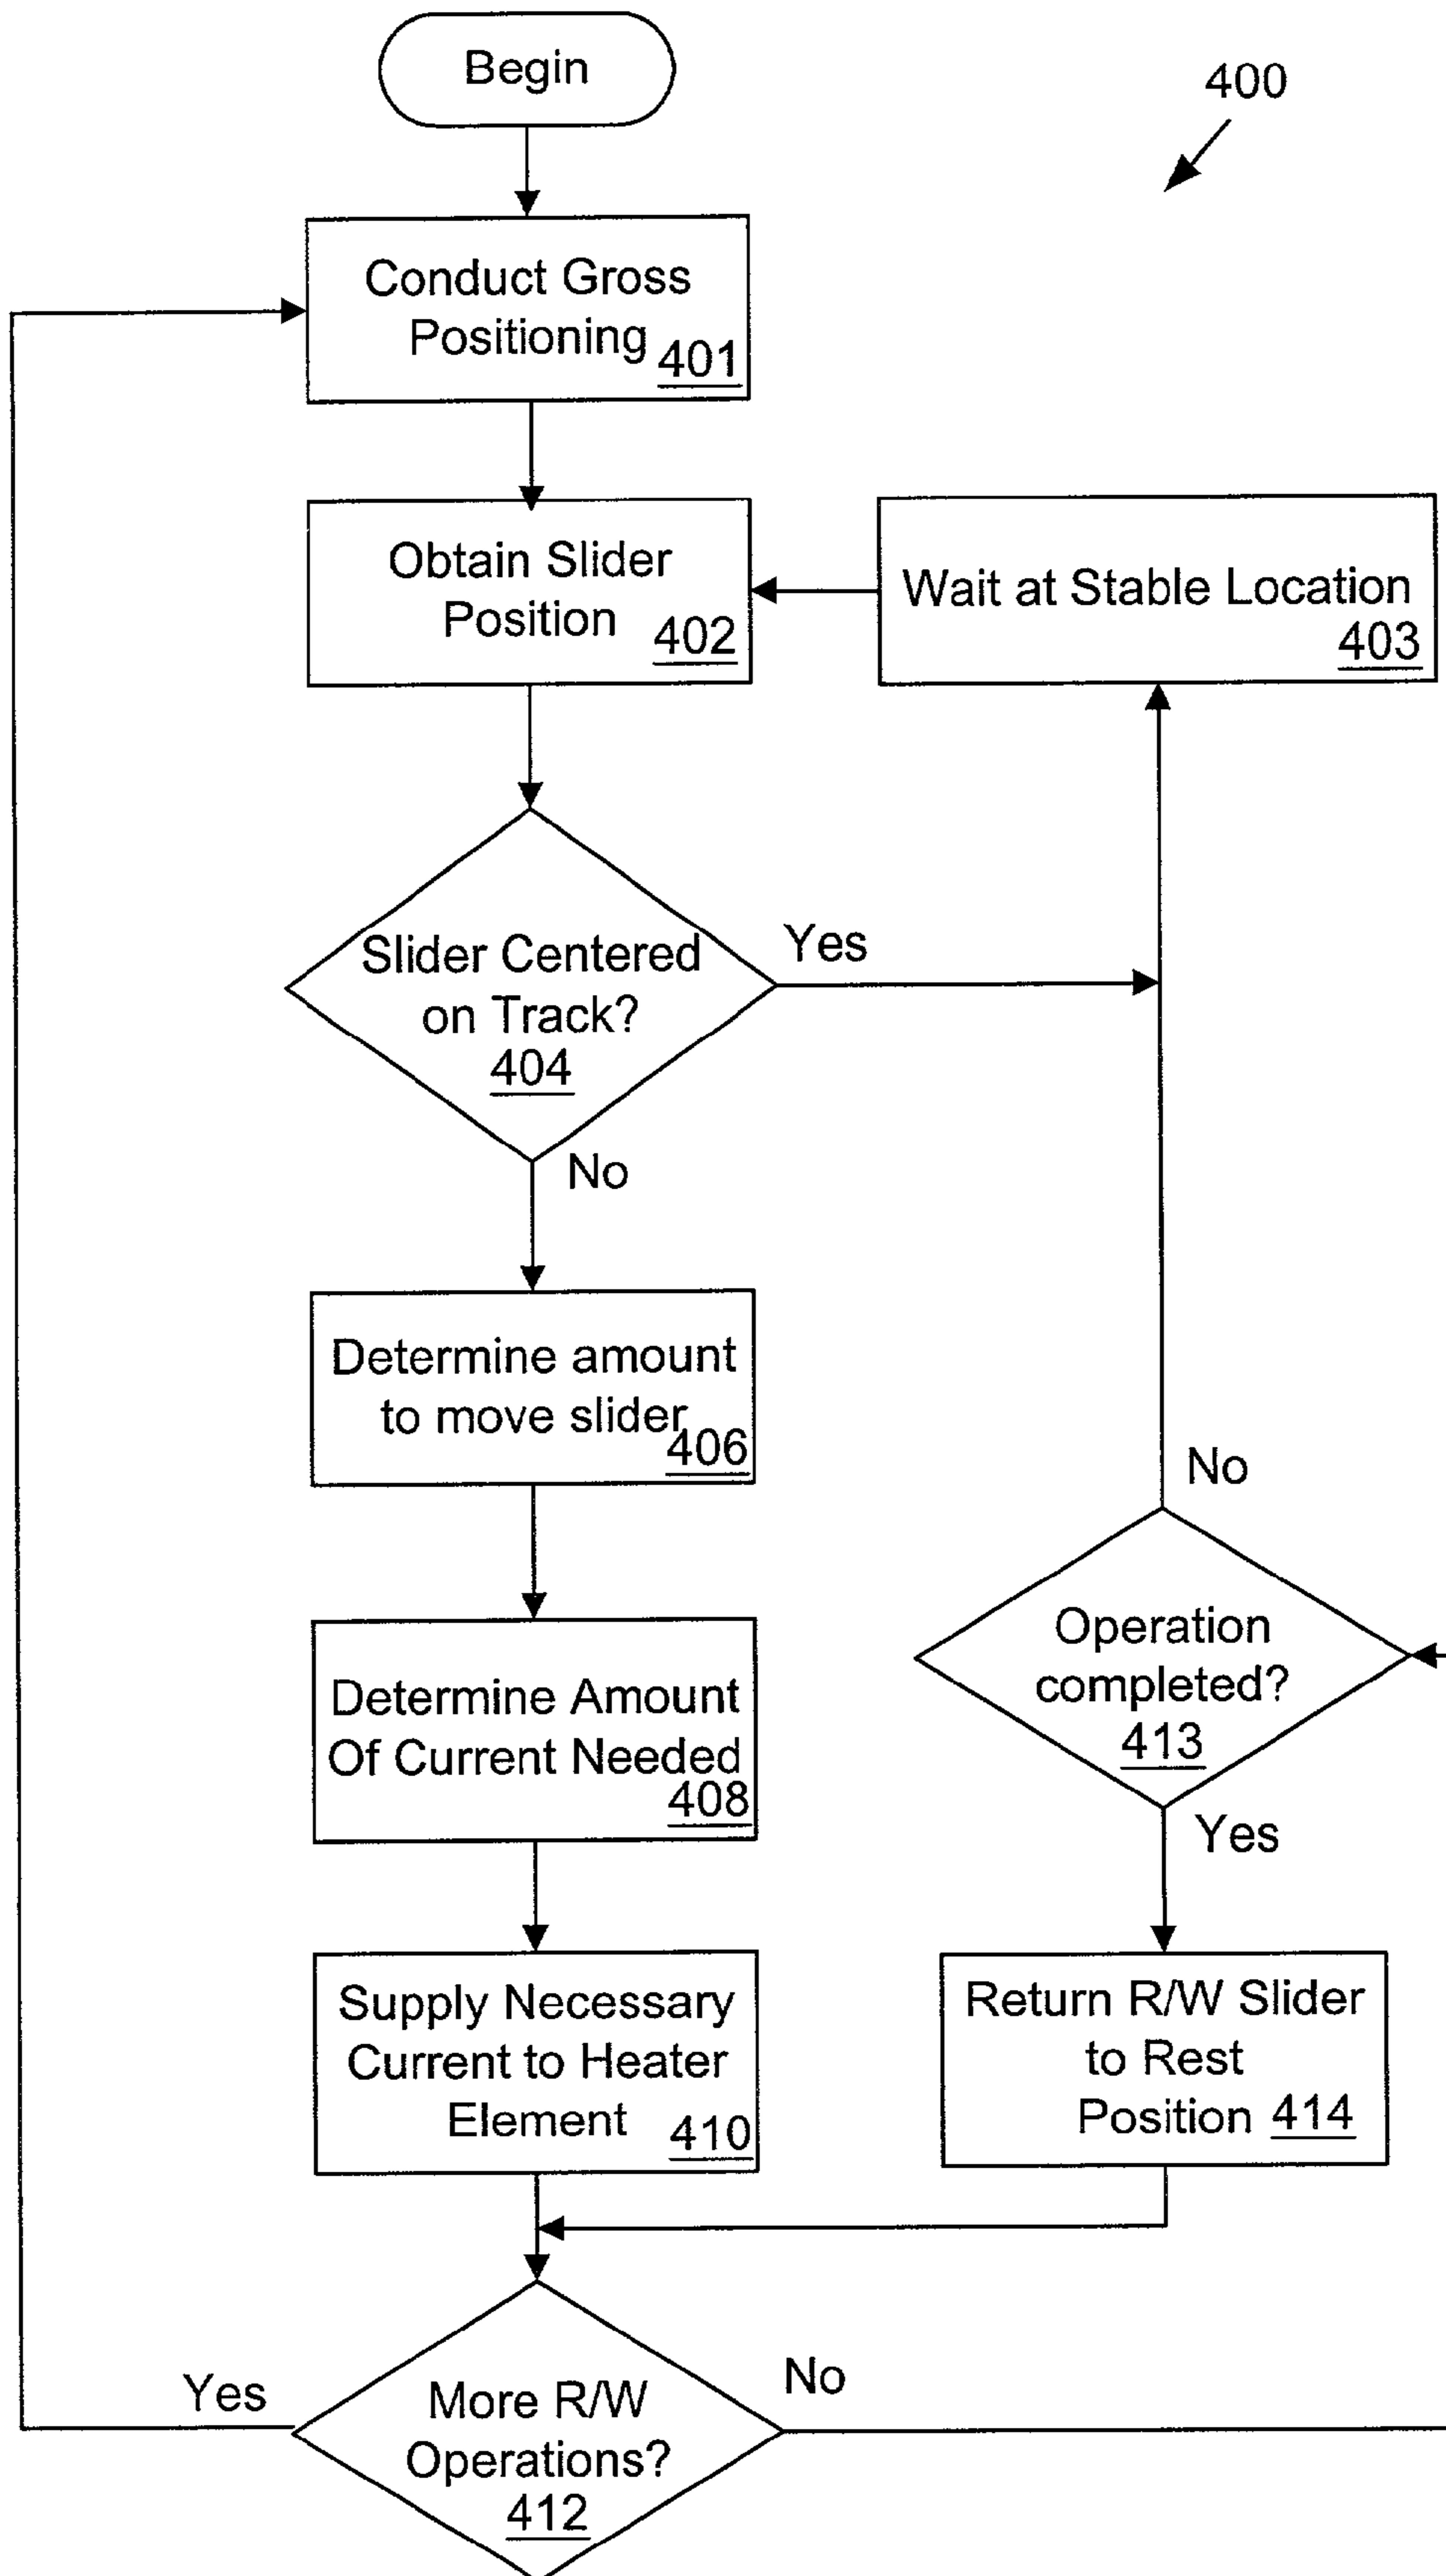 Begin
400
Conduct Gross
Positioning
401
Obtain Slider
Position
402
Wait at Stable Location
403
Slider Centered
on Track?
404
Yes
No
Determine amount
to move slider
406
No
Determine Amount
Of Current Needed
408
Operation
completed?
413
Yes
Supply Necessary
Current to Heater
Element
410
Return R/W Slider
to Rest
Position 414
Yes
More R/W
Operations?
412
No